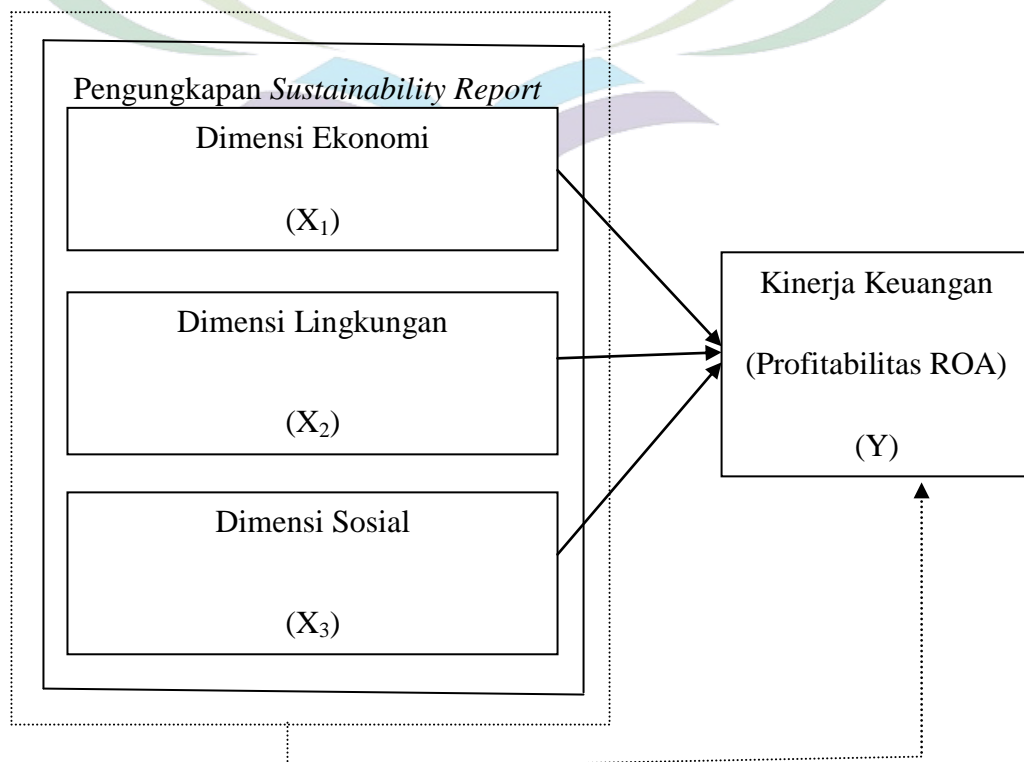 Pengungkapan Sustainability Report
Dimensi Ekonomi
(X₁)
Dimensi Lingkungan
(X₂)
Dimensi Sosial
(X₃)
Kinerja Keuangan
(Profitabilitas ROA)
(Y)